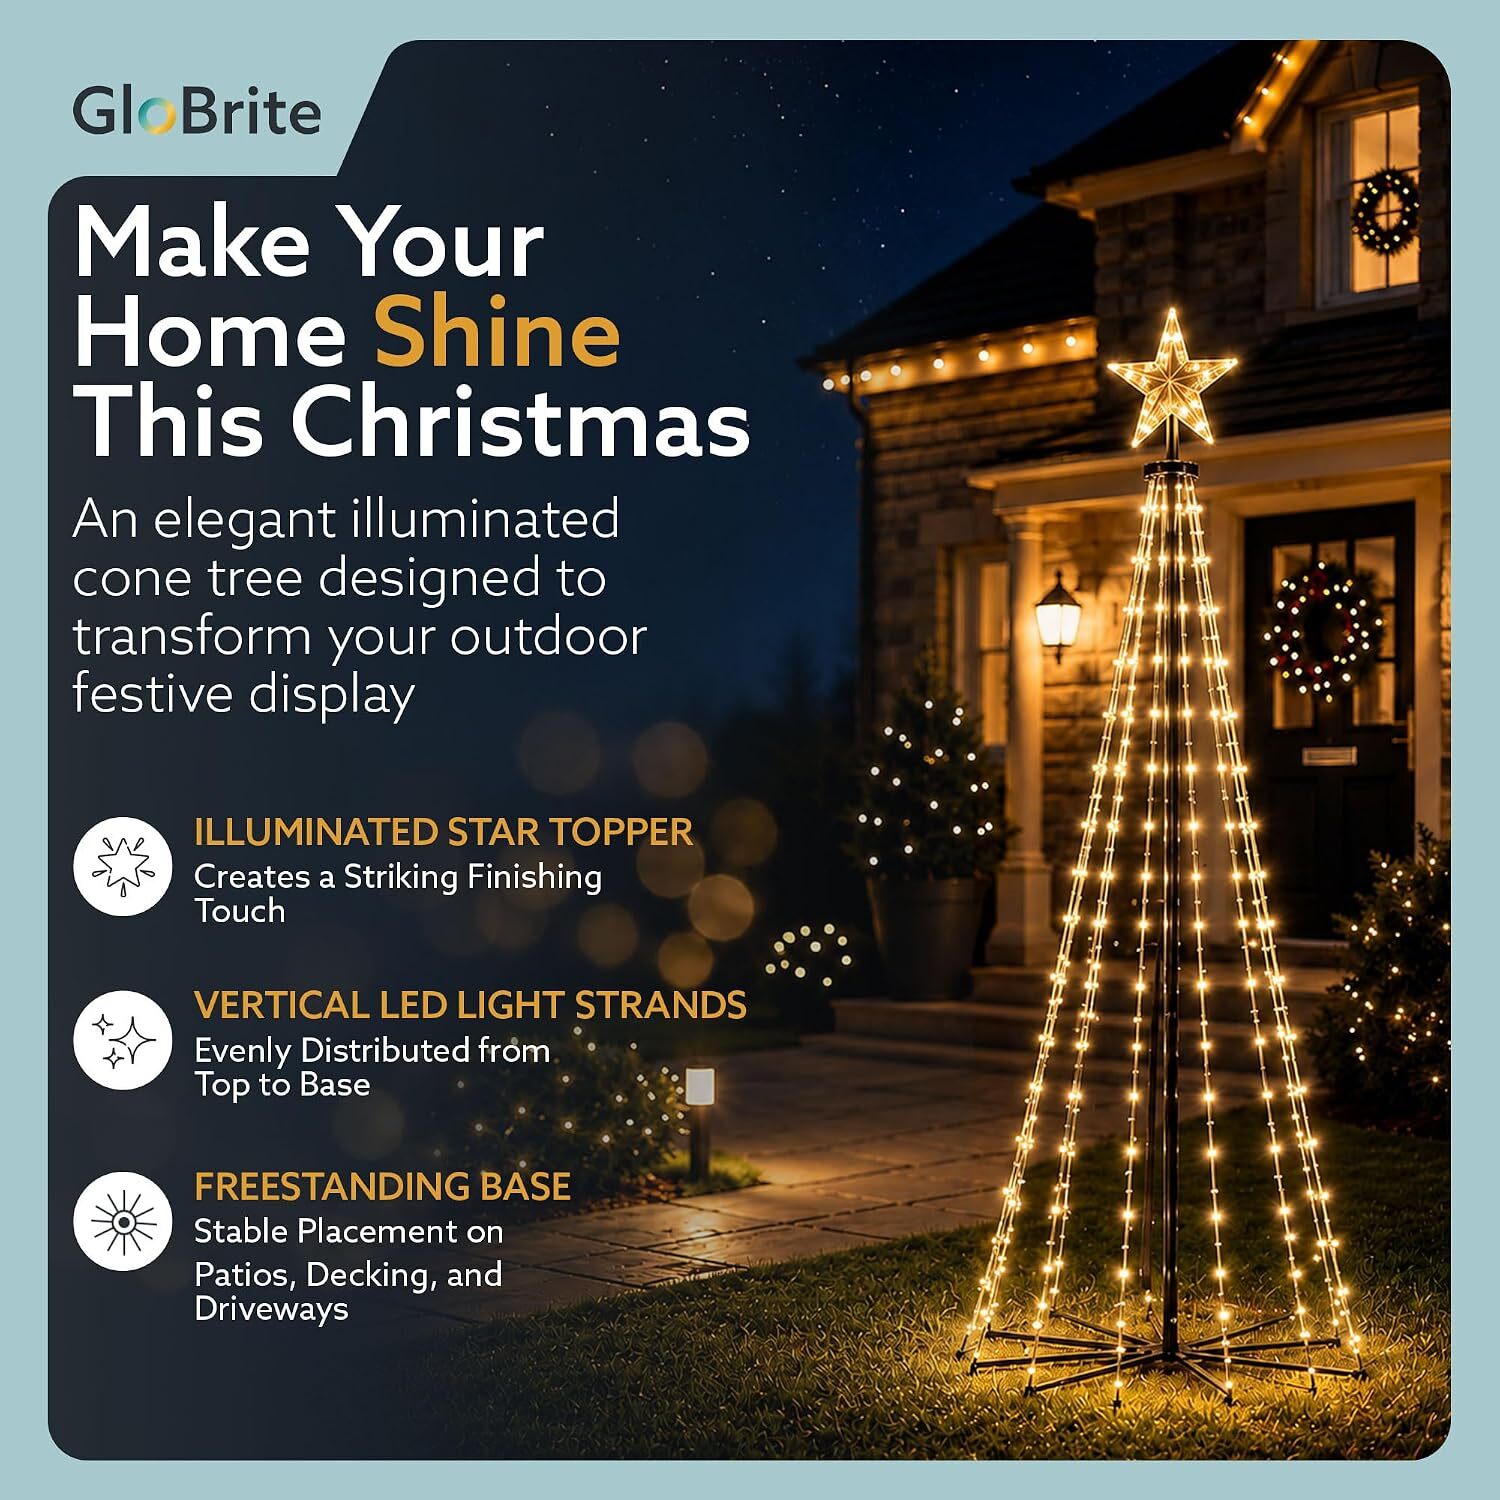 GloBrite
Make Your
Home Shine
This Christmas
An elegant illuminated
cone tree designed to
transform your outdoor
festive display
ILLUMINATED STAR TOPPER
Creates a Striking Finishing
Touch
VERTICAL LED LIGHT STRANDS
Evenly Distributed from
Top to Base
FREESTANDING BASE
Stable Placement on
Patios, Decking, and
Driveways